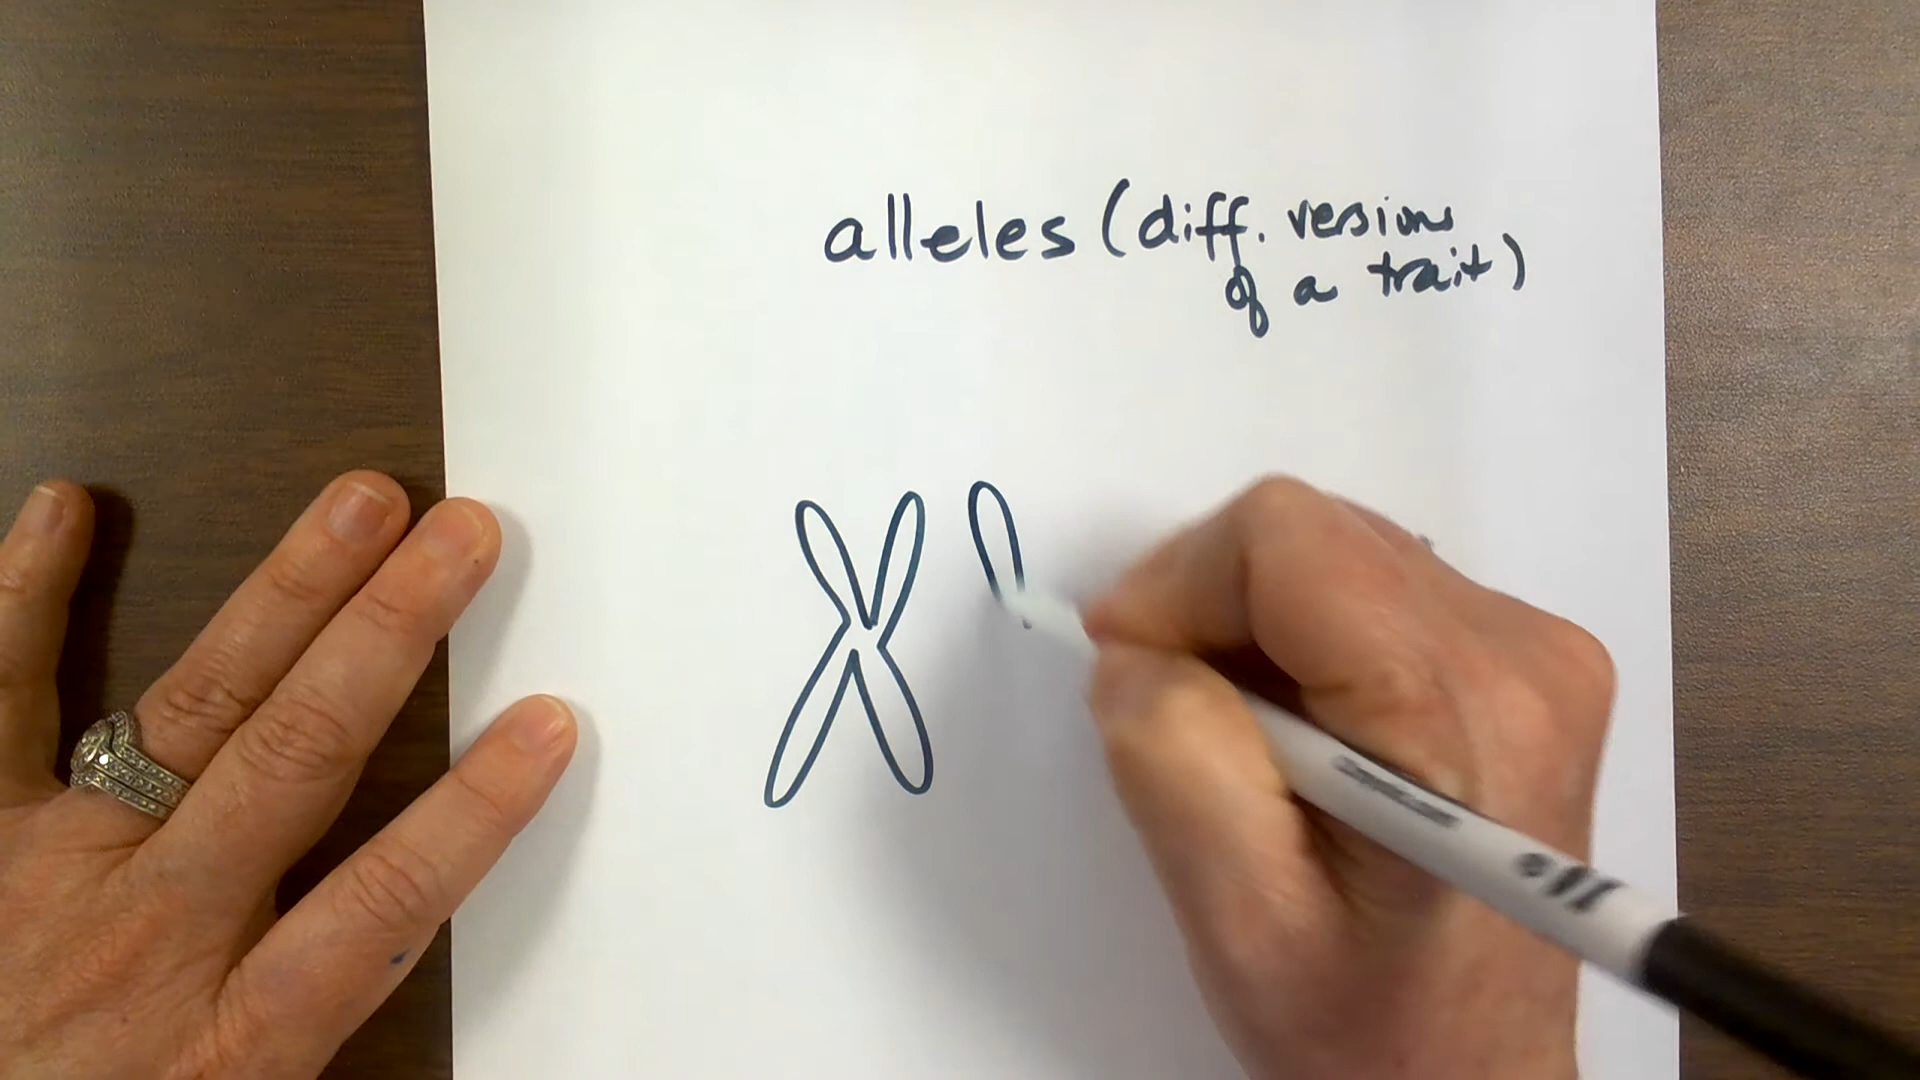 alleles (diff. versions
of a trait)